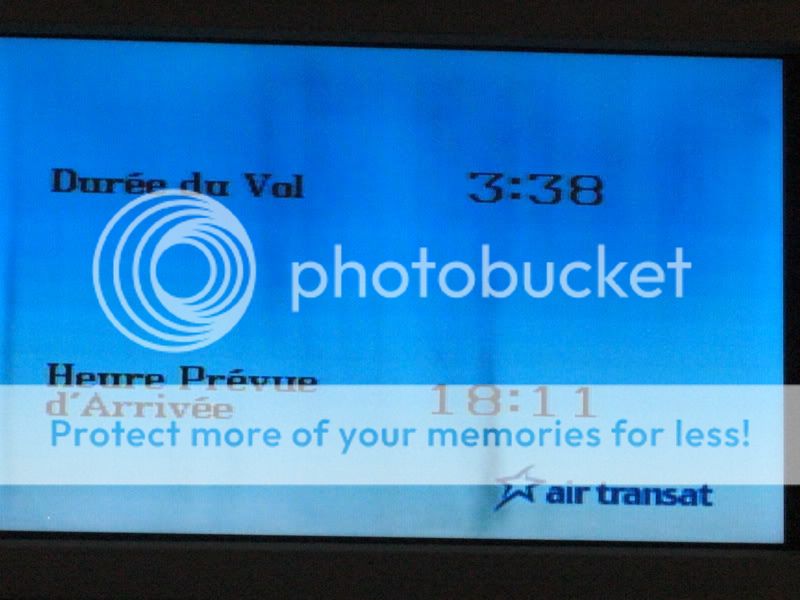 Durée du Vol 3:38
photobucket
Heure Prévue
d'Arrivée 18:11
Protect more of your memories for less!
air transat